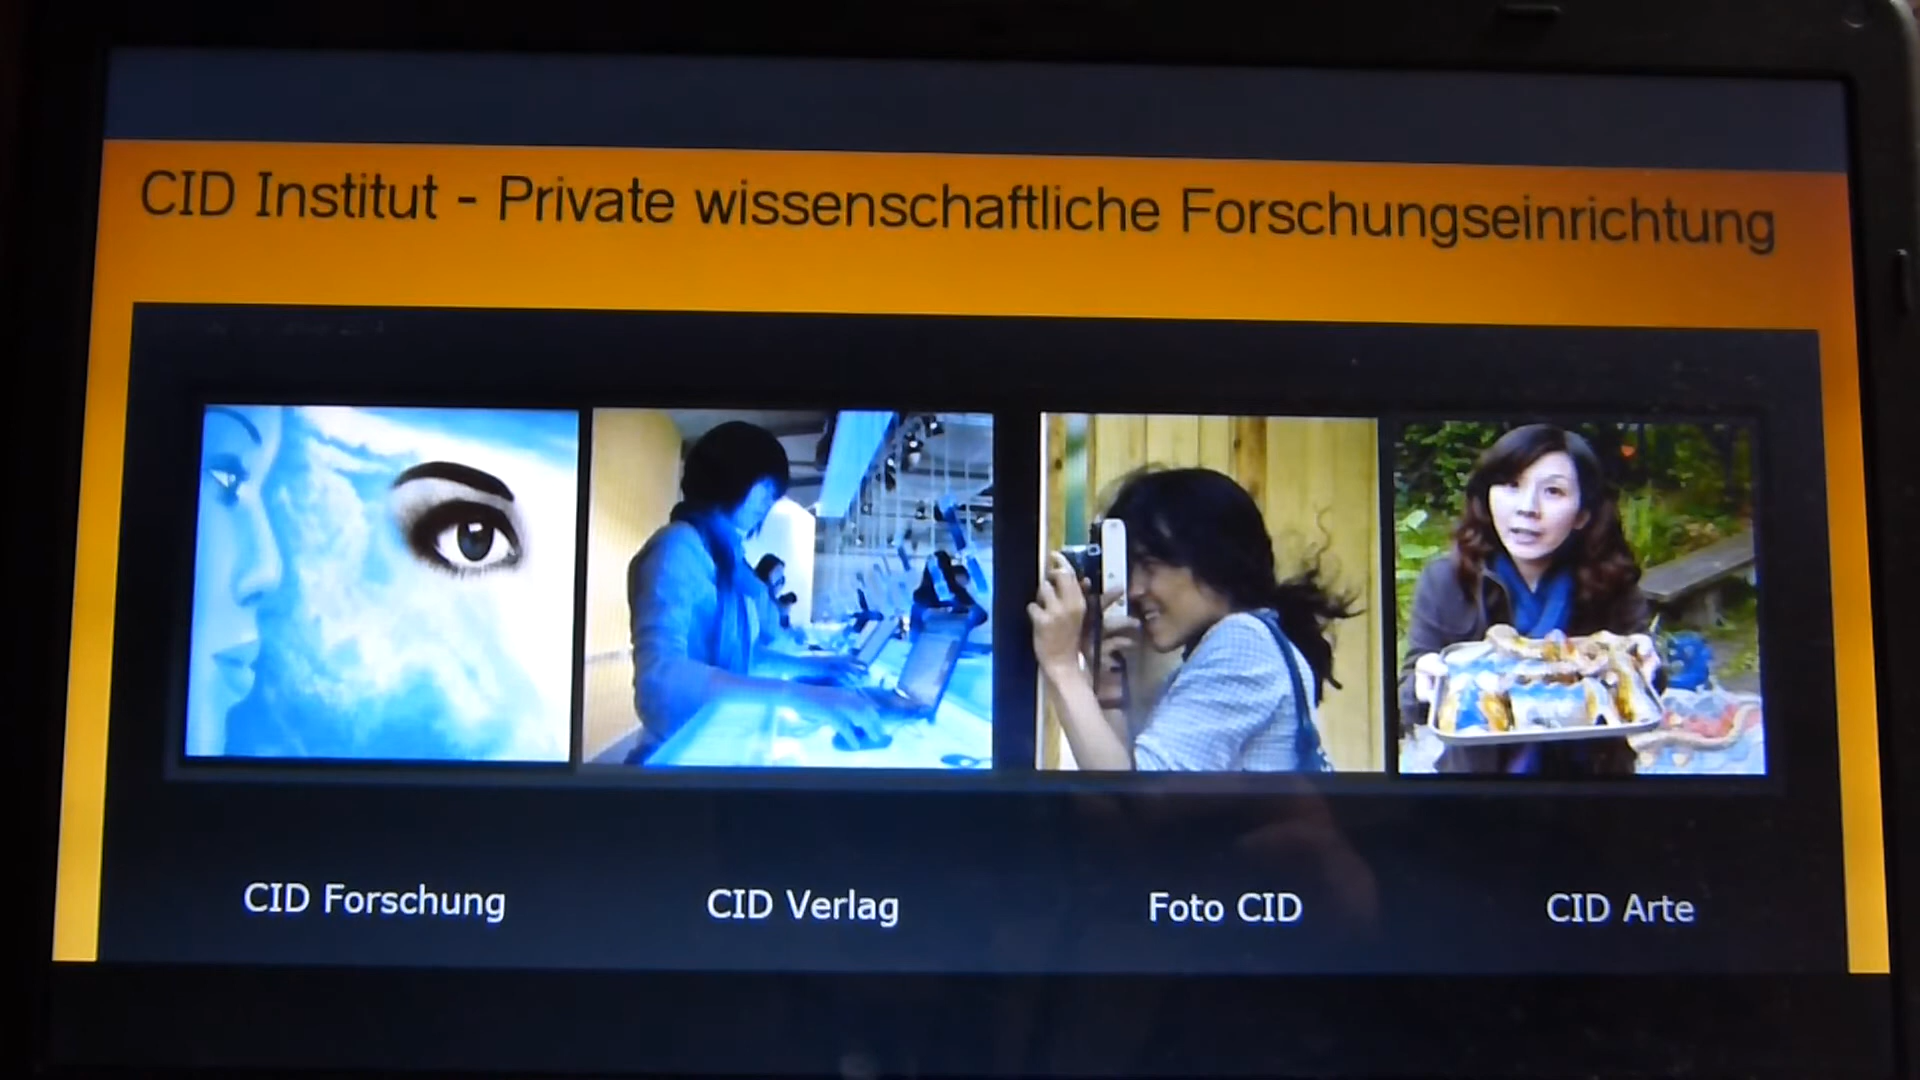 CID Institut - Private wissenschaftliche Forschungseinrichtung
CID Forschung
CID Verlag
Foto CID
CID Arte